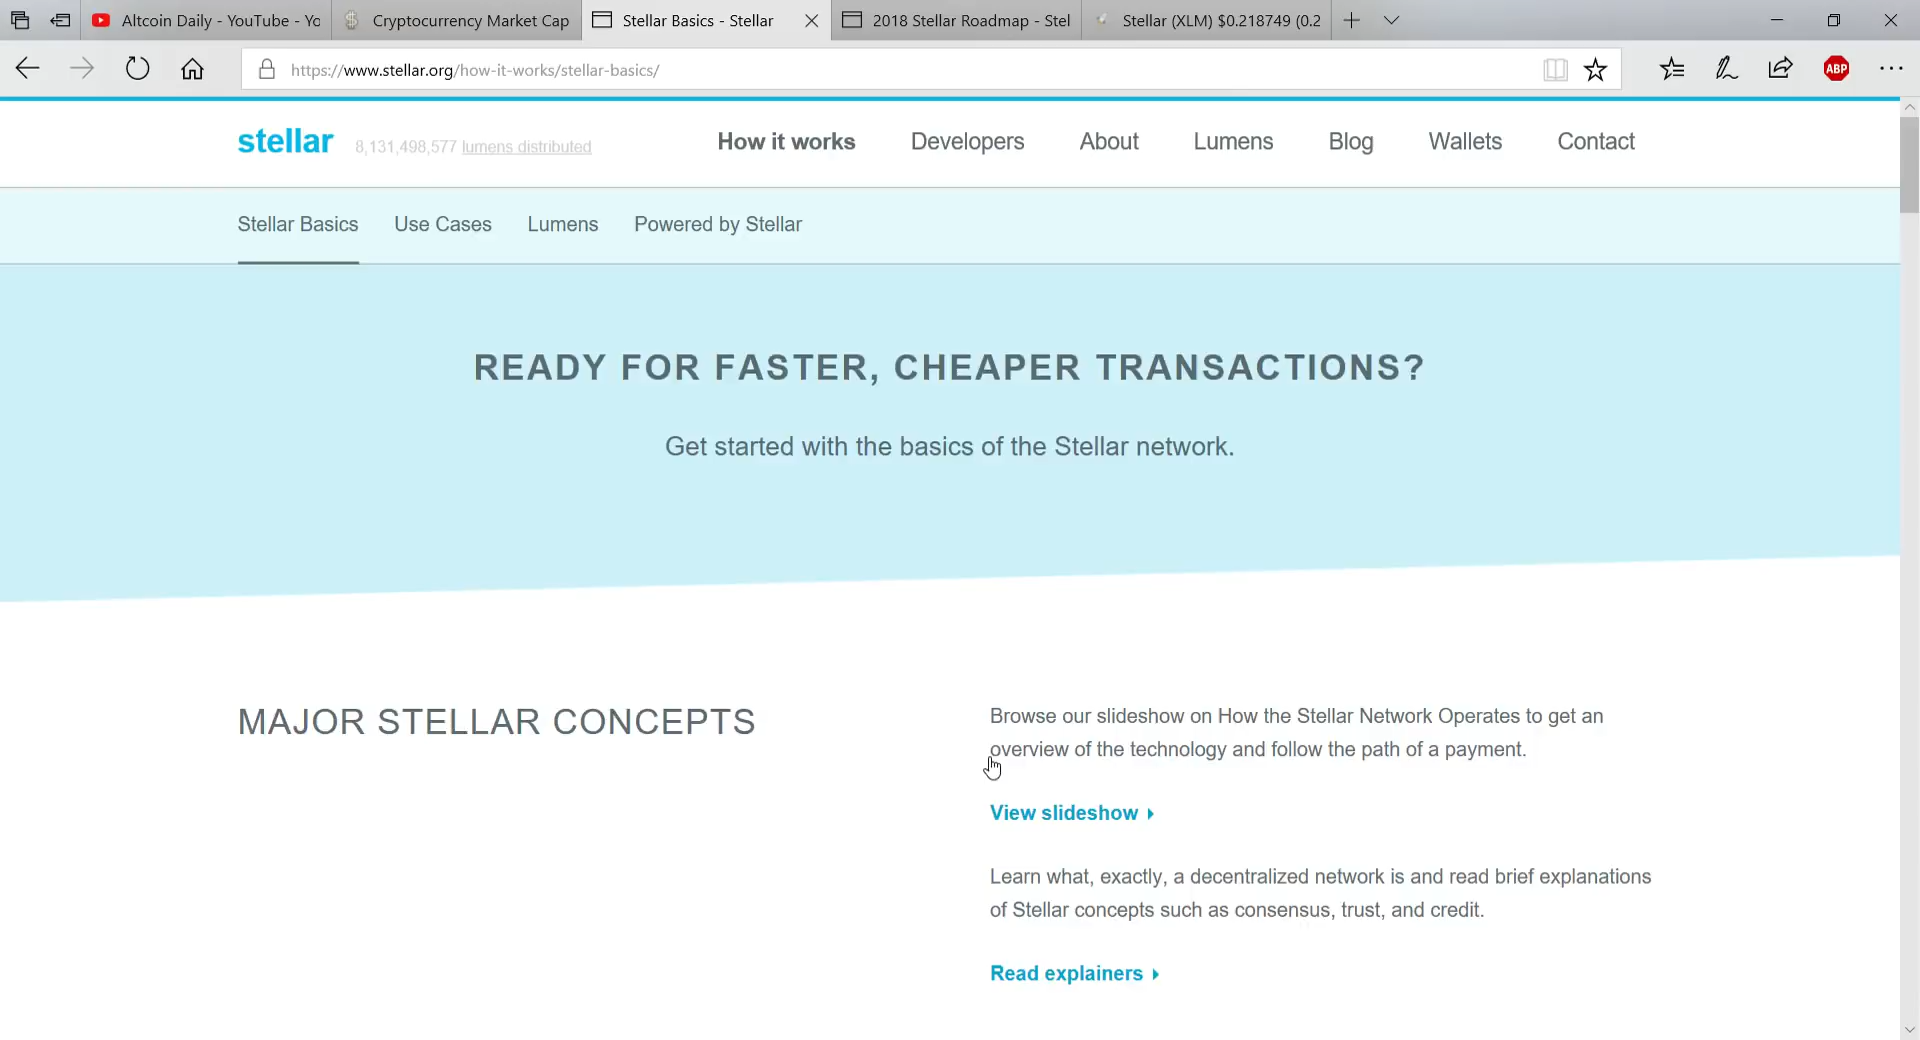 Altcoin Daily - YouTube - Yo
Cryptocurrency Market Cap
Stellar Basics - Stellar
2018 Stellar Roadmap - Stel
Stellar (XLM) $0.218749 (0.2
https://www.stellar.org/how-it-works/stellar-basics/
ABP
stellar
8,131,498,577 lumens distributed
How it works
Developers
About
Lumens
Blog
Wallets
Contact
Stellar Basics
Use Cases
Lumens
Powered by Stellar
READY FOR FASTER, CHEAPER TRANSACTIONS?
Get started with the basics of the Stellar network.
MAJOR STELLAR CONCEPTS
Browse our slideshow on How the Stellar Network Operates to get an
overview of the technology and follow the path of a payment.
View slideshow
Learn what, exactly, a decentralized network is and read brief explanations
of Stellar concepts such as consensus, trust, and credit.
Read explainers